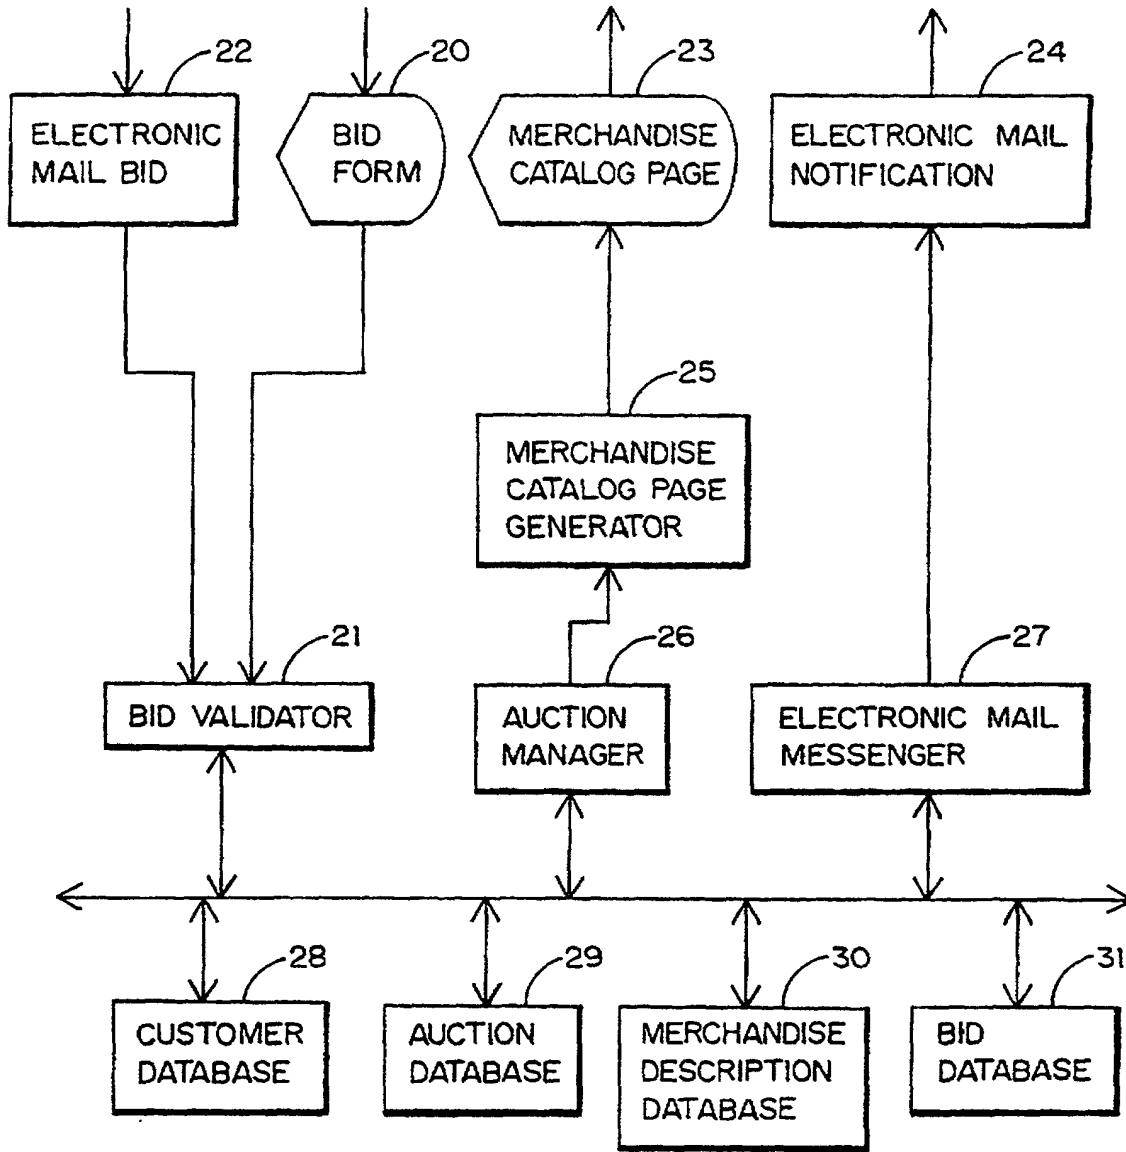 22
20
23
24
ELECTRONIC
MAIL BID
BID
FORM
MERCHANDISE
CATALOG PAGE
ELECTRONIC MAIL
NOTIFICATION
25
MERCHANDISE
CATALOG PAGE
GENERATOR
21
26
27
BID VALIDATOR
AUCTION
MANAGER
ELECTRONIC MAIL
MESSENGER
28
29
30
31
CUSTOMER
DATABASE
AUCTION
DATABASE
MERCHANDISE
DESCRIPTION
DATABASE
BID
DATABASE